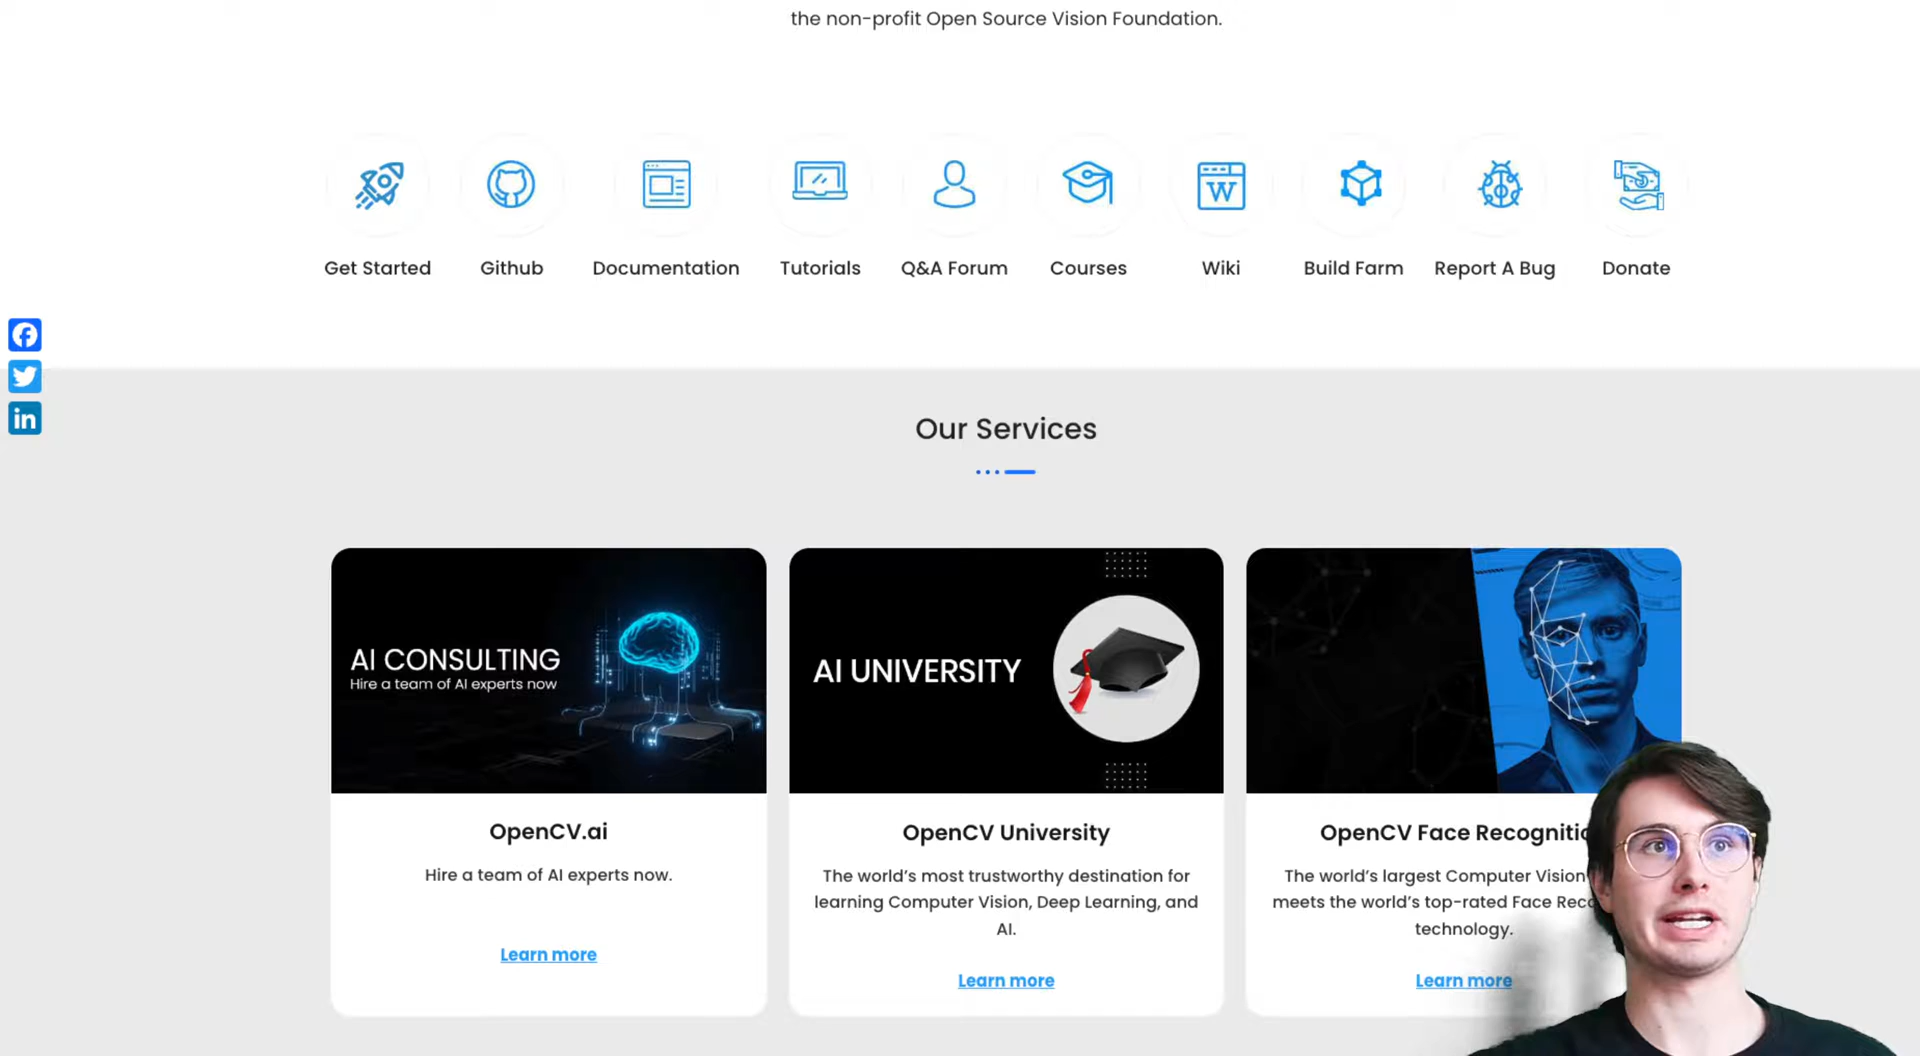 the non-profit Open Source Vision Foundation.
Get Started
Github
Documentation
Tutorials
Q&A Forum
Courses
W
Wiki
Build Farm
Report A Bug
Donate
Our Services
AI CONSULTING
Hire a team of AI experts now
AI UNIVERSITY
OpenCV.ai
Hire a team of AI experts now.
Learn more
OpenCV University
The world's most trustworthy destination for
learning Computer Vision, Deep Learning, and
AI.
Learn more
OpenCV Face
The world's largest Computer Vision
meets the world's top-rated Face
technology.
Learn more
in